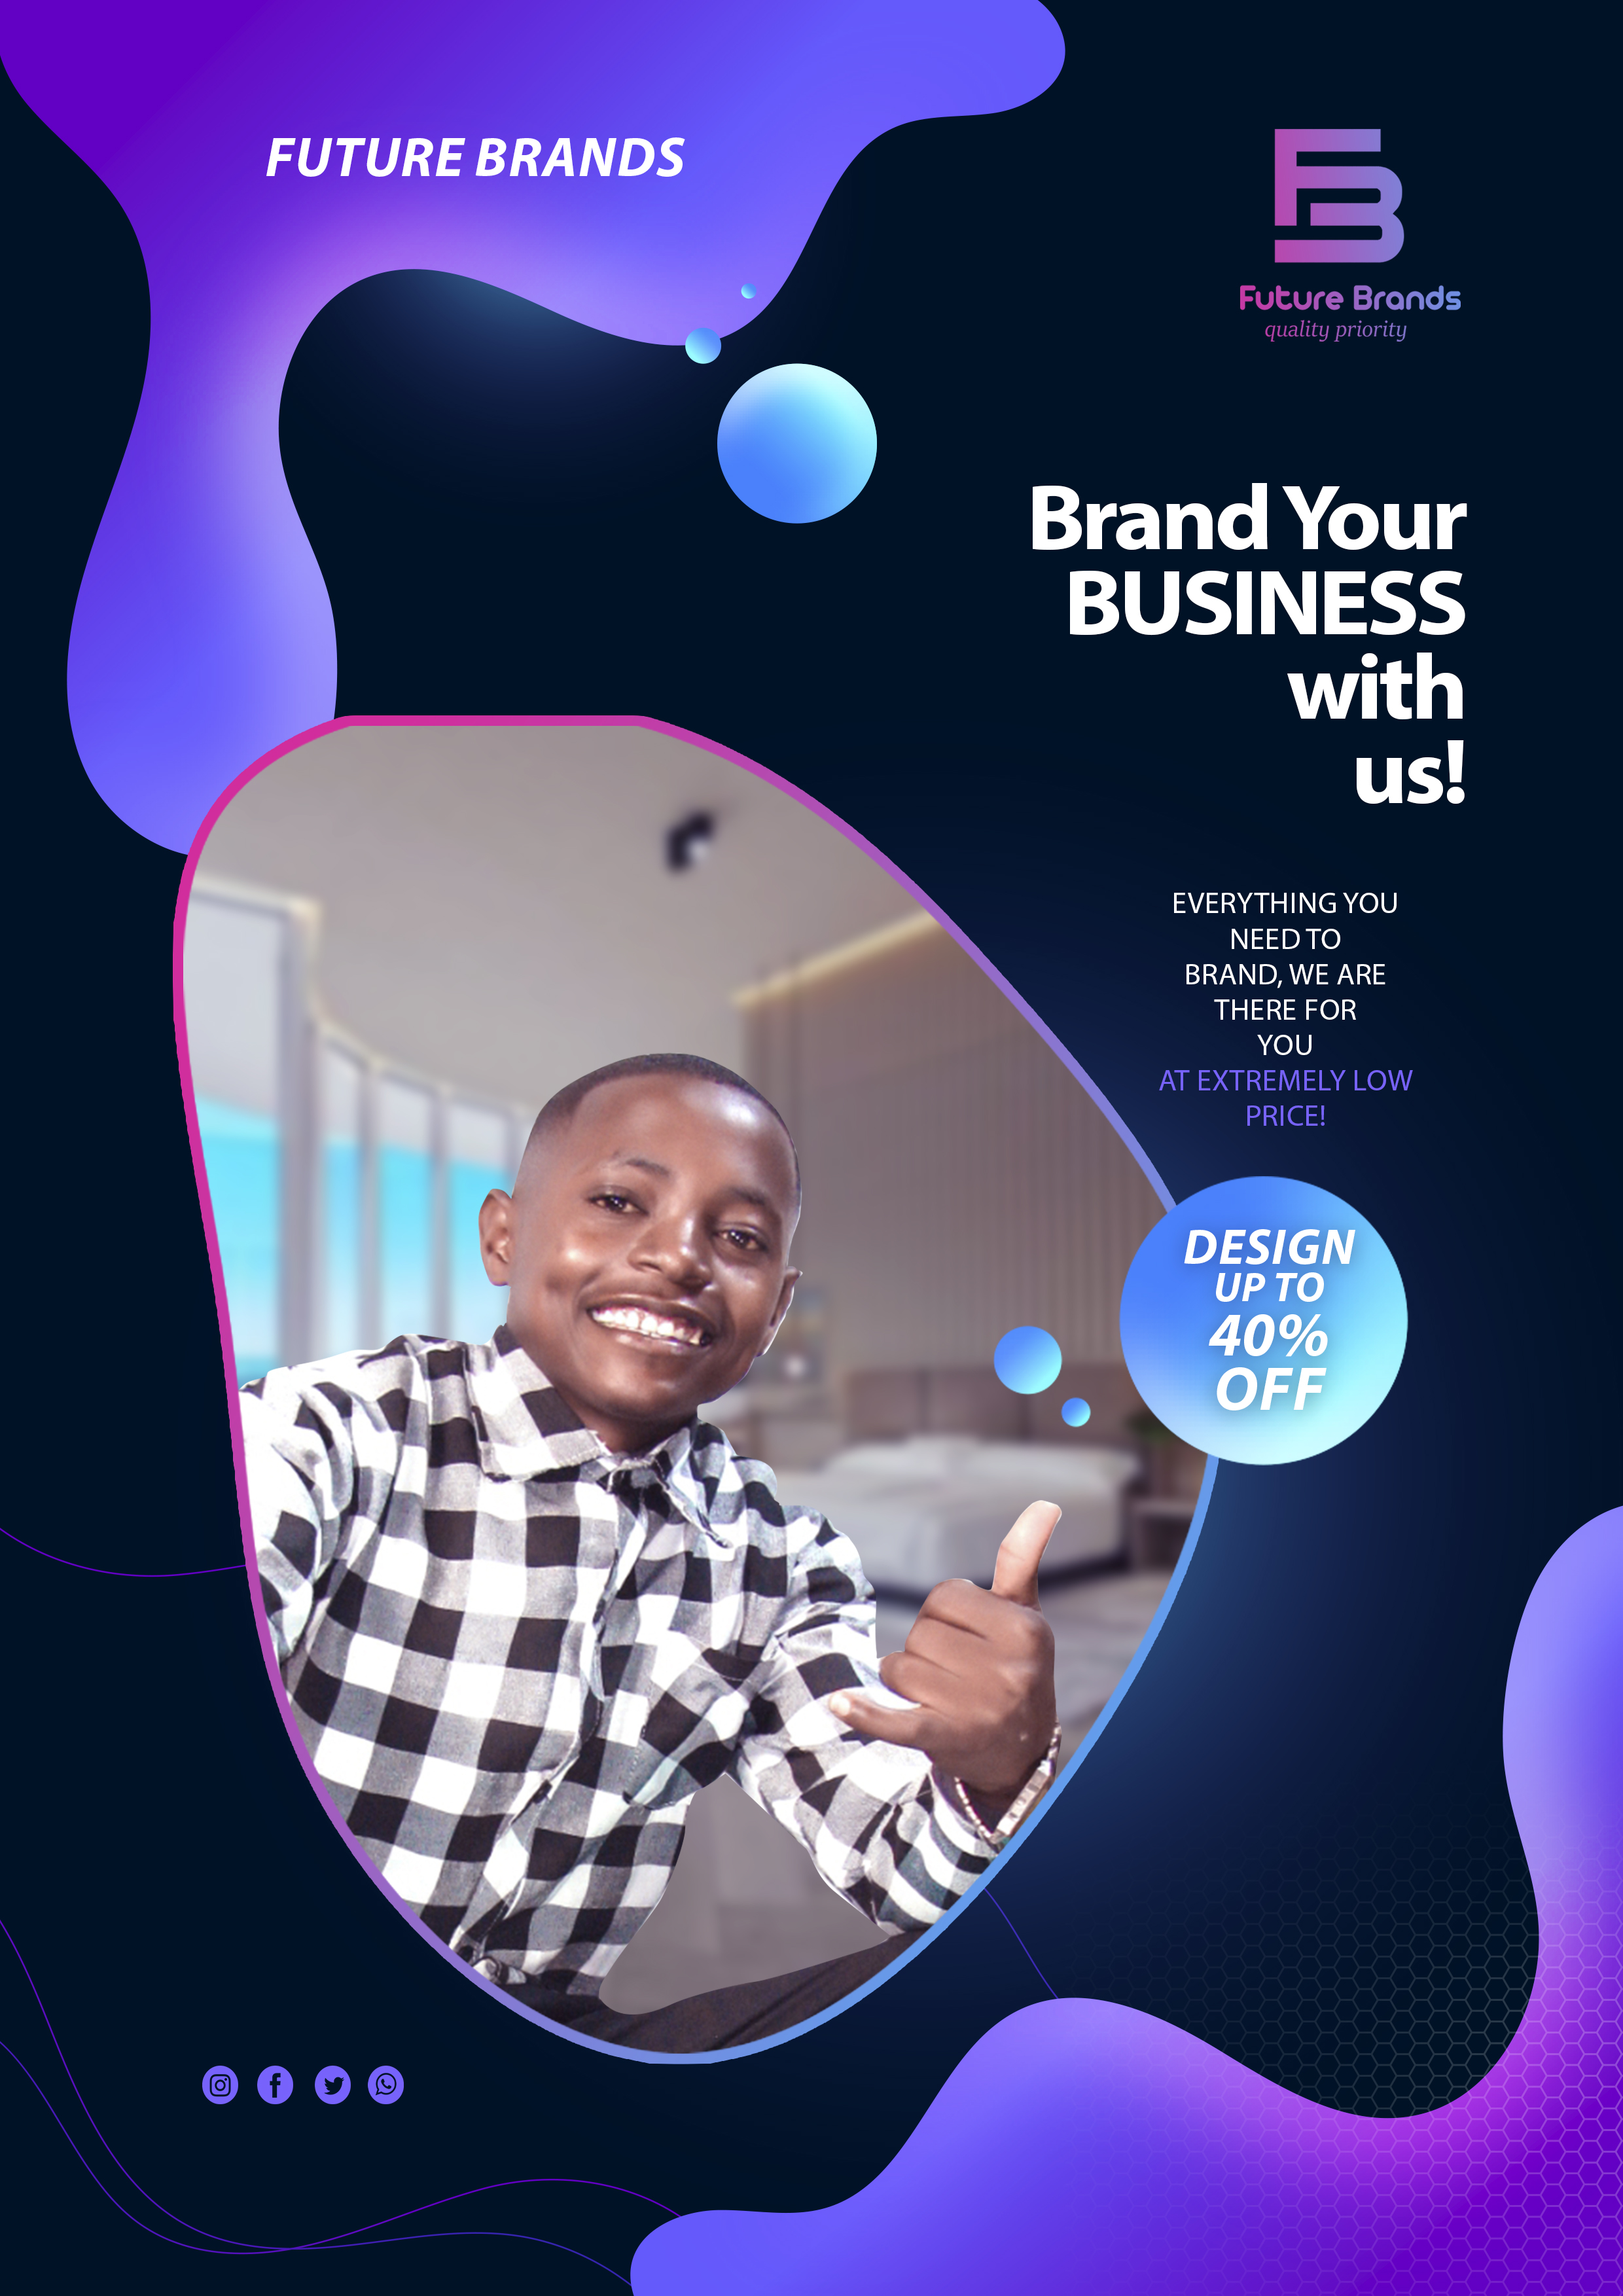 FUTURE BRANDS
FB
Future Brands
quality priority
Brand Your
BUSINESS
with
us!
EVERYTHING YOU
NEED TO
BRAND, WE ARE
THERE FOR
YOU
AT EXTREMELY LOW
PRICE!
DESIGN
UP TO
40%
OFF